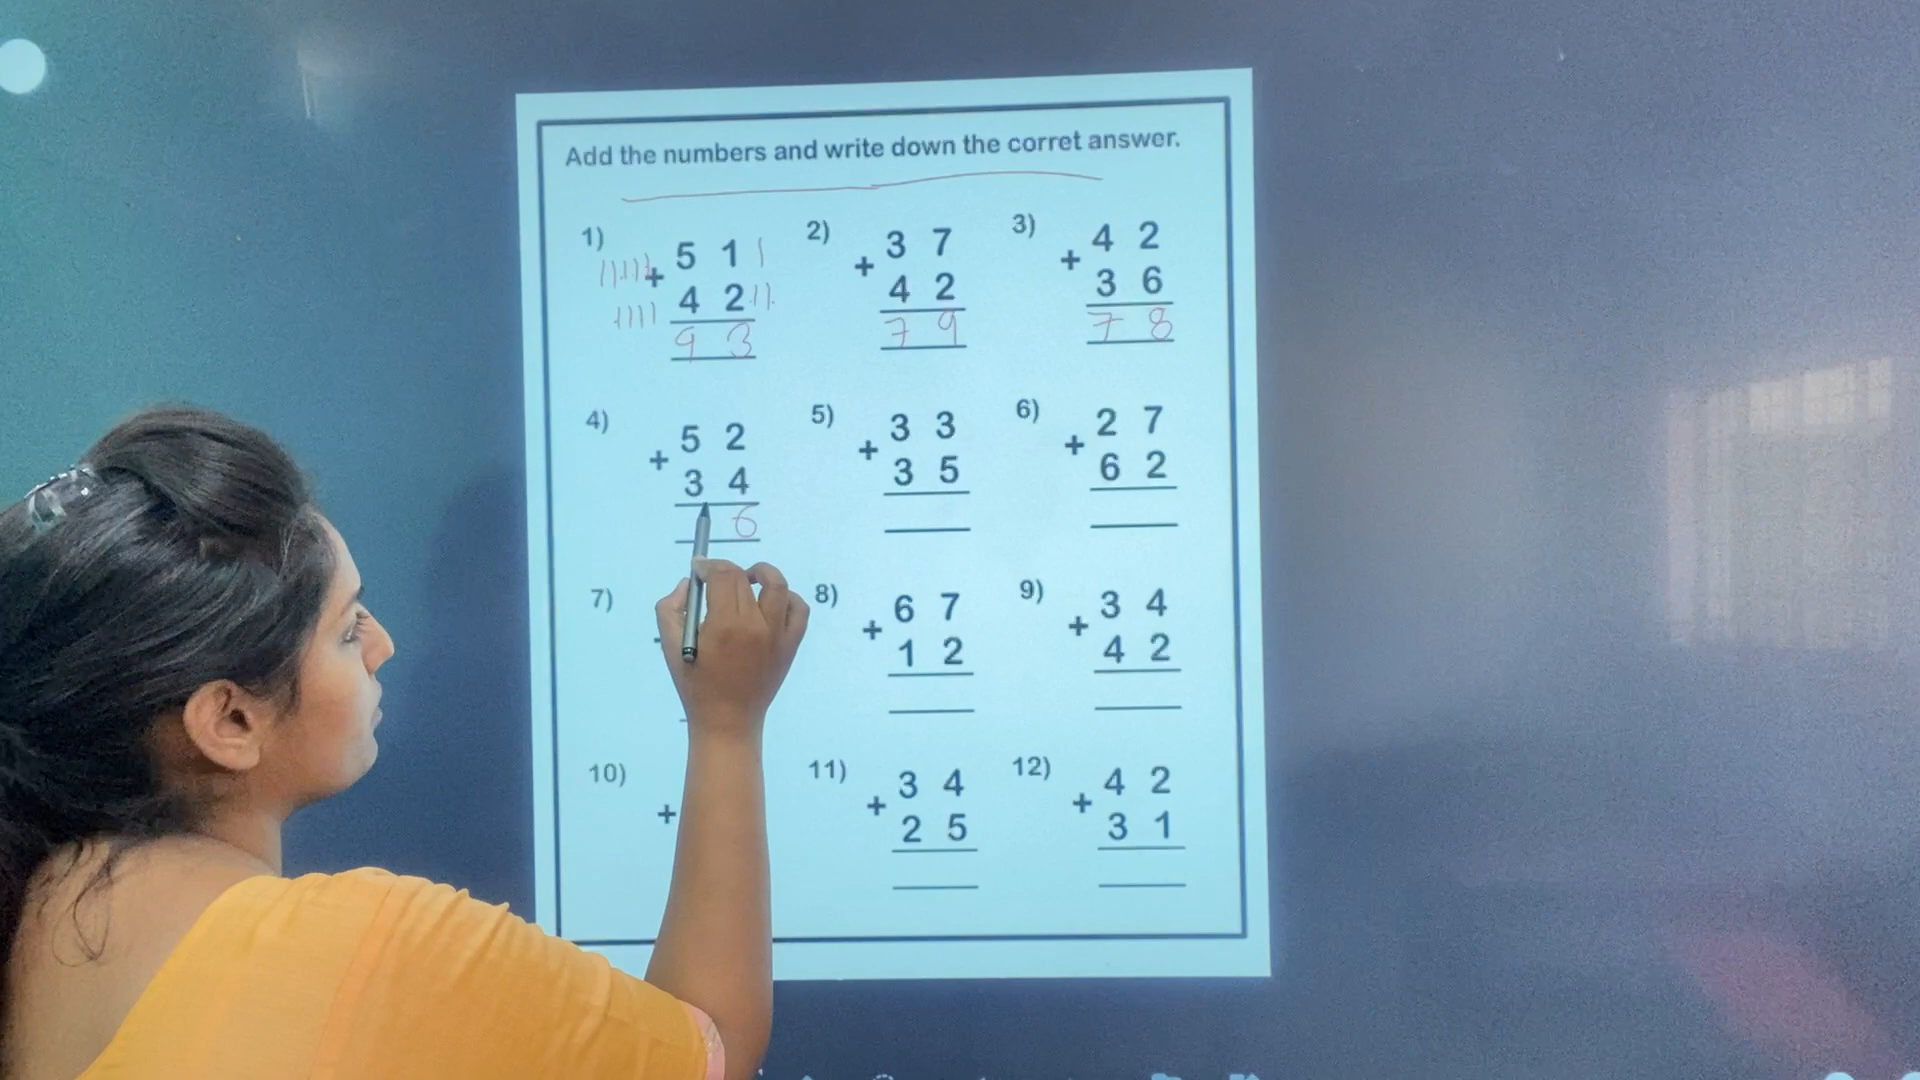 Add the numbers and write down the corret answer.
1) 2) 3)
5 1 | 3 7 4 2
||||| + + +
|||| 4 2 || 4 2 3 6
9 3 7 9 7 8
4) 5) 6)
5 2 3 3 2 7
+ + +
3 4 3 5 6 2
6
7) 8) 9)
6 7 3 4
+ +
1 2 4 2
10) 11) 12)
3 4 4 2
+ + +
2 5 3 1